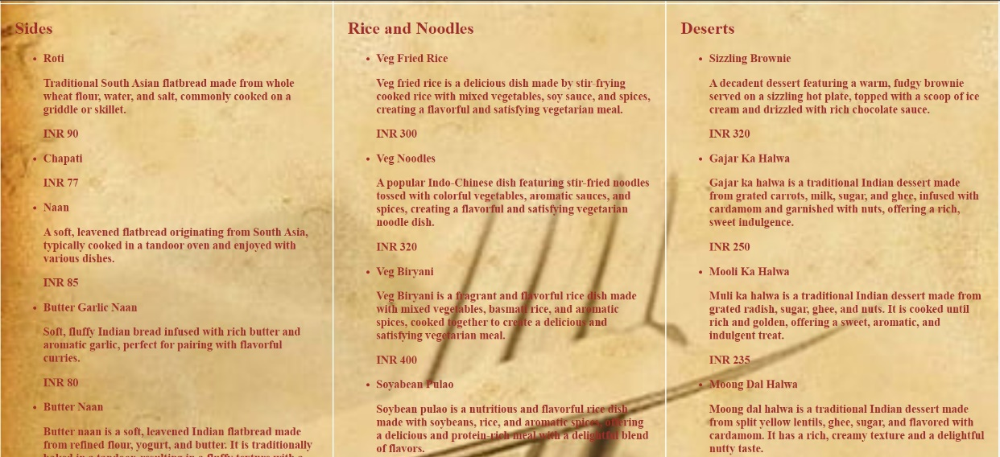 Sides
Roti
Traditional South Asian flatbread made from whole
wheat flour, water, and salt, commonly cooked on a
griddle or skillet.
INR 90
Chapati
INR 77
Naan
A soft, leavened flatbread originating from South Asia,
typically cooked in a tandoor oven and enjoyed with
various dishes.
INR 85
Butter Garlic Naan
Soft, fluffy Indian bread infused with rich butter and
aromatic garlic, perfect for pairing with flavorful
curries.
INR 80
Butter Naan
Butter naan is a soft, leavened Indian flatbread made
from refined flour, yogurt, and butter. It is traditionally
baked in a tandoor, resulting in a fluffy texture with a
Rice and Noodles
Veg Fried Rice
Veg fried rice is a delicious dish made by stir-frying
cooked rice with mixed vegetables, soy sauce, and spices,
creating a flavorful and satisfying vegetarian meal.
INR 300
Veg Noodles
A popular Indo-Chinese dish featuring stir-fried noodles
tossed with colorful vegetables, aromatic sauces, and
spices, creating a flavorful and satisfying vegetarian
noodle dish.
INR 320
Veg Biryani
Veg Biryani is a fragrant and flavorful rice dish made
with mixed vegetables, basmati rice, and aromatic
spices, cooked together to create a delicious and
satisfying vegetarian meal.
INR 400
Soyabean Pulao
Soybean pulao is a nutritious and flavorful rice dish
made with soybeans, rice, and aromatic spices, offering
a delicious and protein-rich meal with a delightful blend
of flavors.
Deserts
Sizzling Brownie
A decadent dessert featuring a warm, fudgy brownie
served on a sizzling hot plate, topped with a scoop of ice
cream and drizzled with rich chocolate sauce.
INR 320
Gajar Ka Halwa
Gajar ka halwa is a traditional Indian dessert made
from grated carrots, milk, sugar, and ghee, infused with
cardamom and garnished with nuts, offering a rich,
sweet indulgence.
INR 250
Mooli Ka Halwa
Muli ka halwa is a traditional Indian dessert made from
grated radish, sugar, ghee, and nuts. It is cooked until
rich and golden, offering a sweet, aromatic, and
indulgent treat.
INR 235
Moong Dal Halwa
Moong dal halwa is a traditional Indian dessert made
from split yellow lentils, ghee, sugar, and flavored with
cardamom. It has a rich, creamy texture and a delightful
nutty taste.